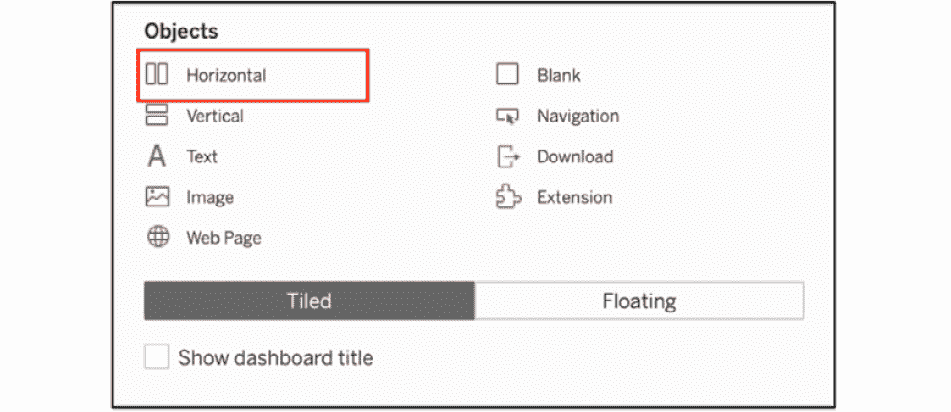 Objects
Horizontal
Blank
Vertical
Navigation
Text
Download
Image
Extension
Web Page
Tiled
Floating
Show dashboard title